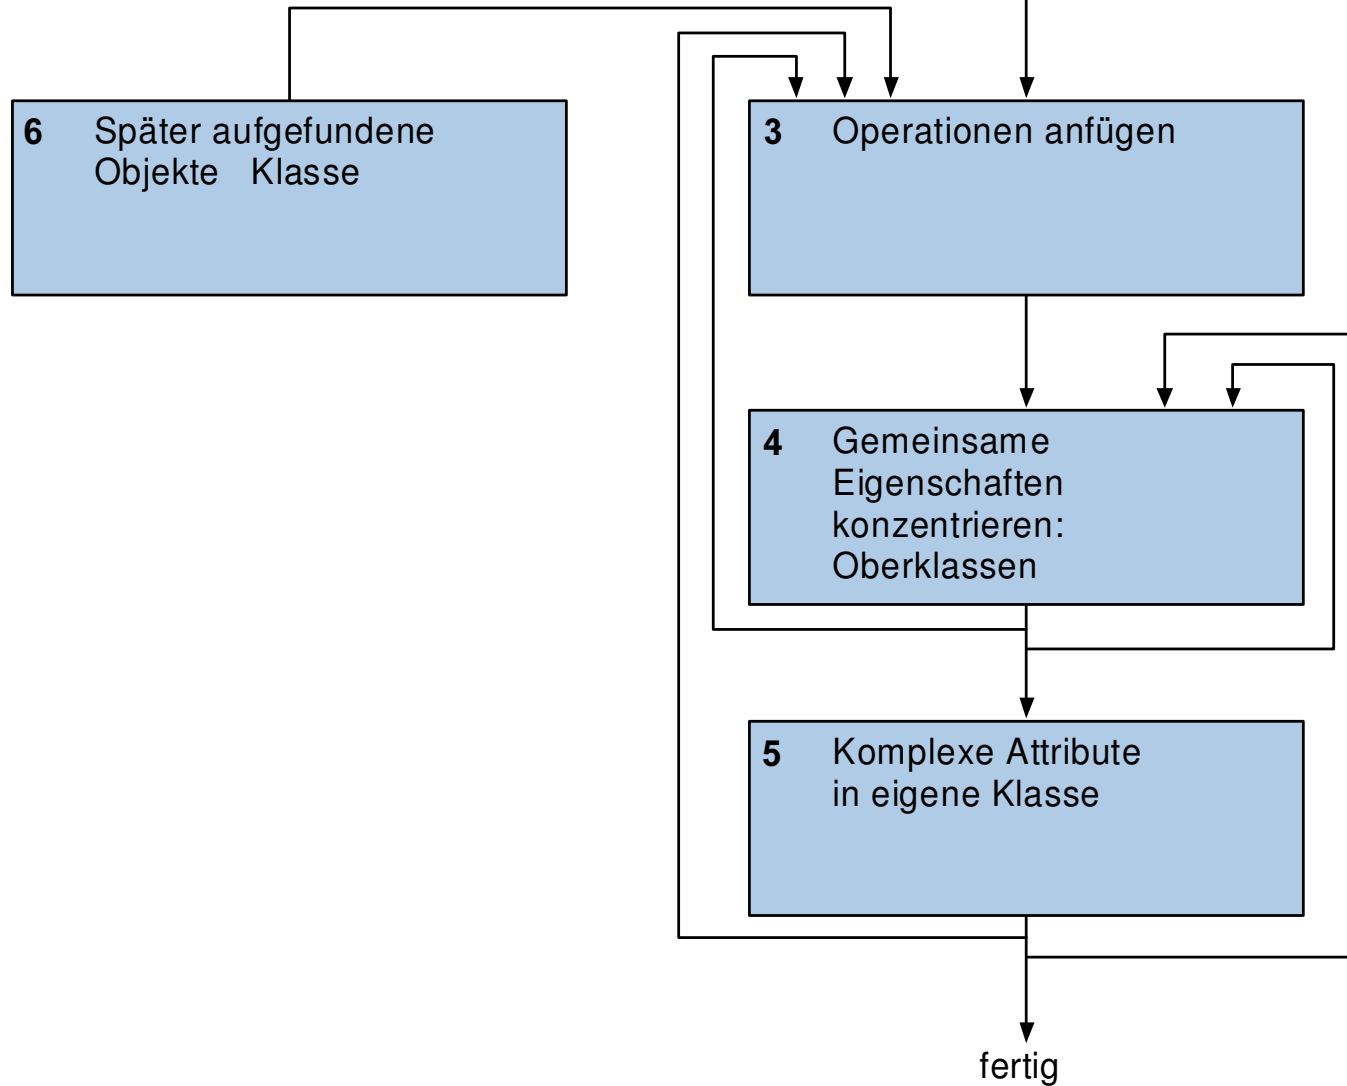 6 Später aufgefundene
Objekte Klasse
3 Operationen anfügen
4 Gemeinsame
Eigenschaften
konzentrieren:
Oberklassen
5 Komplexe Attribute
in eigene Klasse
fertig